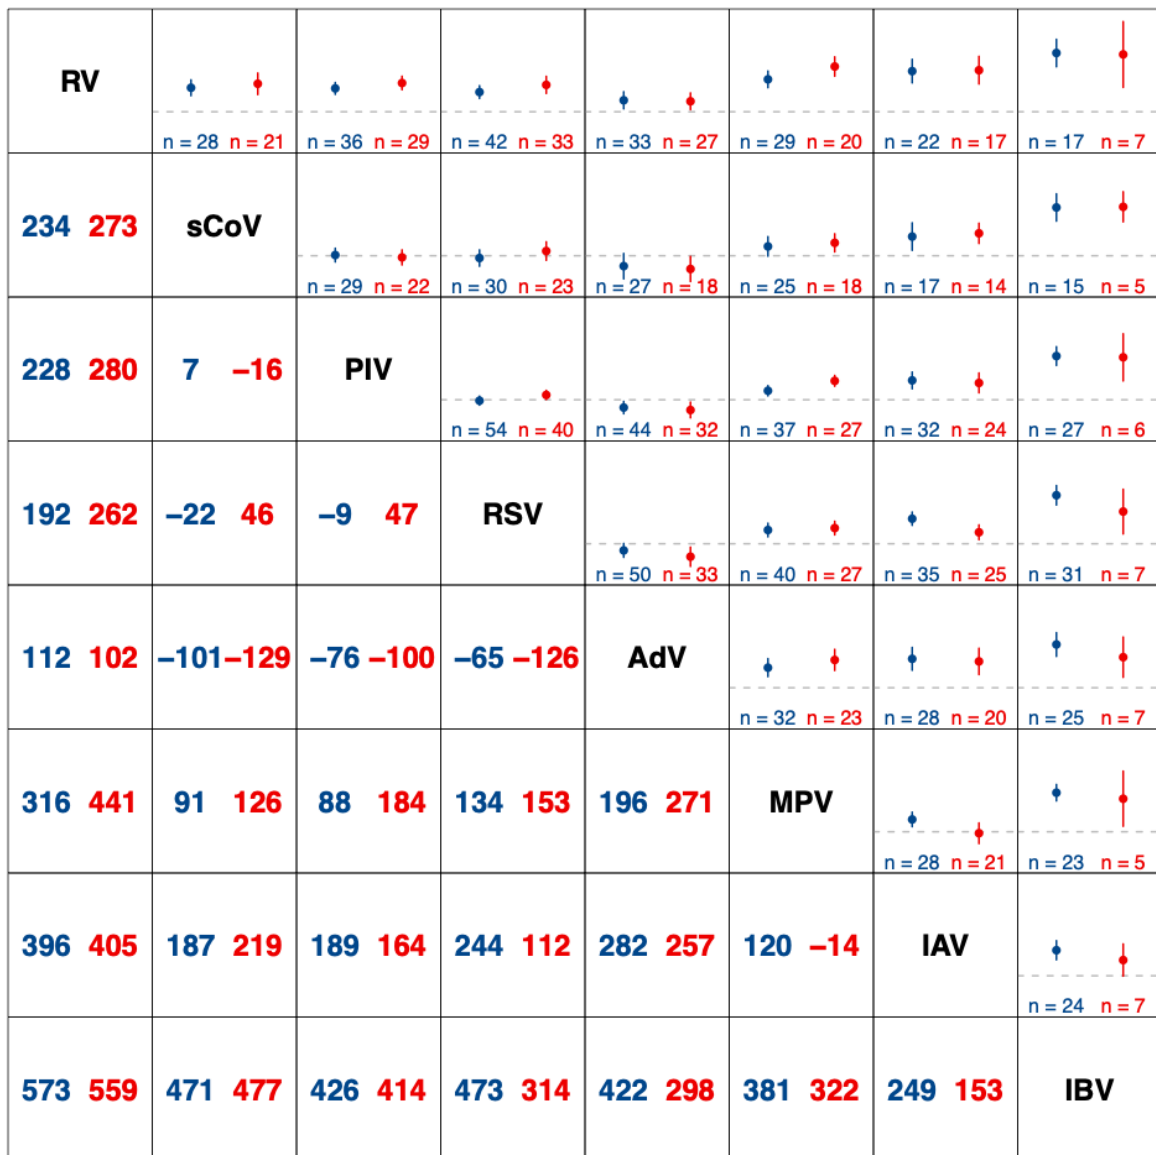 RV
n = 28 n = 21 n = 36 n = 29 n = 42 n = 33 n = 33 n = 27 n = 29 n = 20 n = 22 n = 17 n = 17 n = 7
234 273 sCoV
n = 29 n = 22 n = 30 n = 23 n = 27 n = 18 n = 25 n = 18 n = 17 n = 14 n = 15 n = 5
228 280 7 −16 PIV
n = 54 n = 40 n = 44 n = 32 n = 37 n = 27 n = 32 n = 24 n = 27 n = 6
192 262 −22 46 −9 47 RSV
n = 50 n = 33 n = 40 n = 27 n = 35 n = 25 n = 31 n = 7
112 102 −101 −129 −76 −100 −65 −126 AdV
n = 32 n = 23 n = 28 n = 20 n = 25 n = 7
316 441 91 126 88 184 134 153 196 271 MPV
n = 28 n = 21 n = 23 n = 5
396 405 187 219 189 164 244 112 282 257 120 −14 IAV
n = 24 n = 7
573 559 471 477 426 414 473 314 422 298 381 322 249 153 IBV